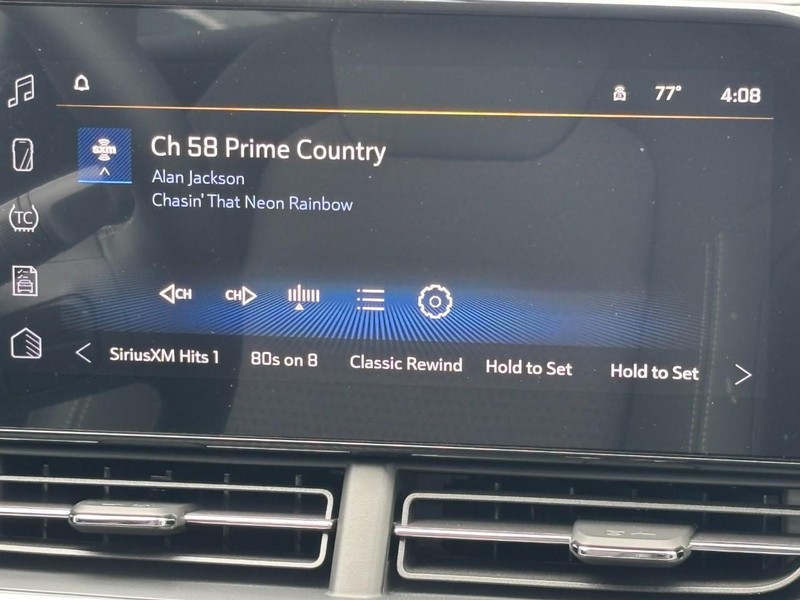 77°
4:08
sxm
Ch 58 Prime Country
Alan Jackson
Chasin' That Neon Rainbow
TC
CH
CH
SiriusXM Hits 1
80s on 8
Classic Rewind
Hold to Set
Hold to Set